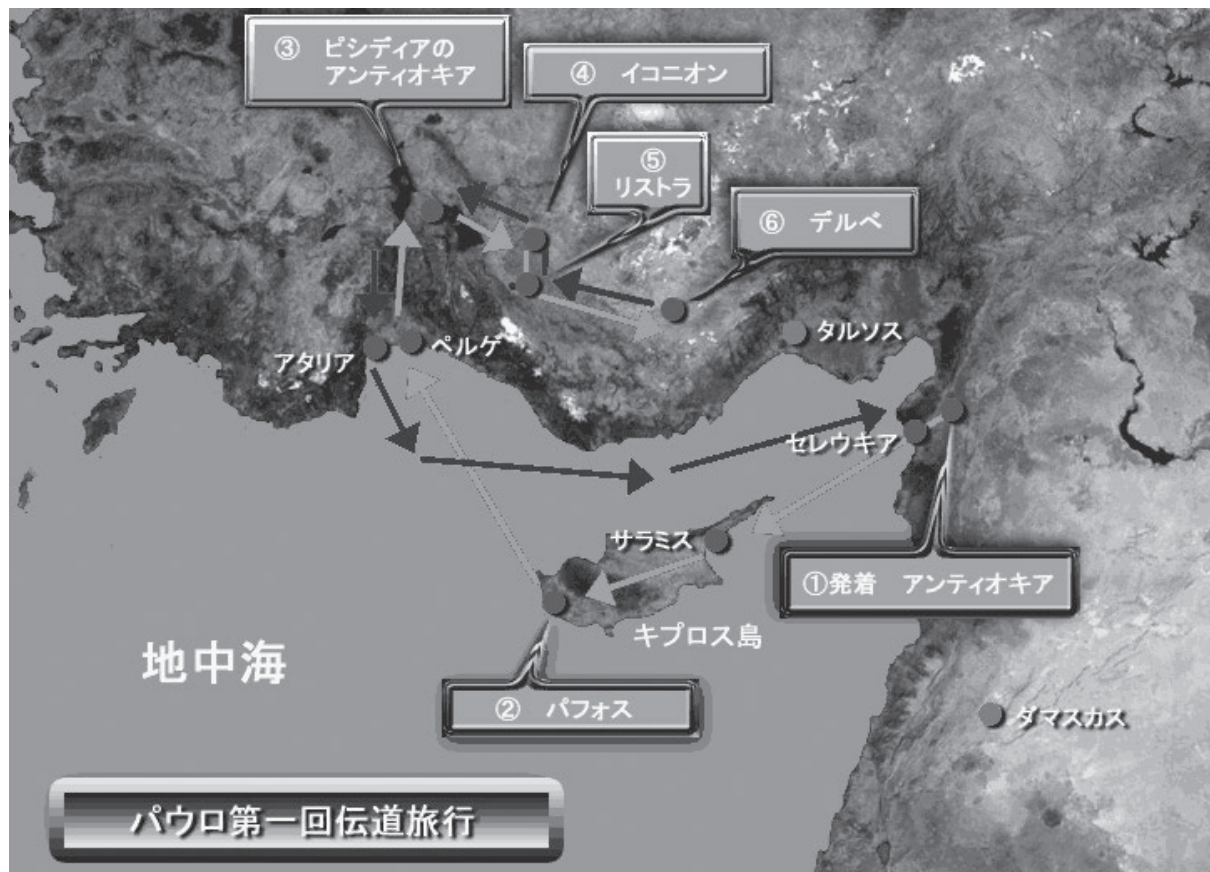 ③ ピシディアの
アンティオキア
④ イコニオン
⑤
リストラ
⑥ デルベ
タルソス
アタリア
ペルゲ
セレウキア
サラミス
①発着 アンティオキア
キプロス島
地中海
② パフォス
ダマスカス
パウロ第一回伝道旅行